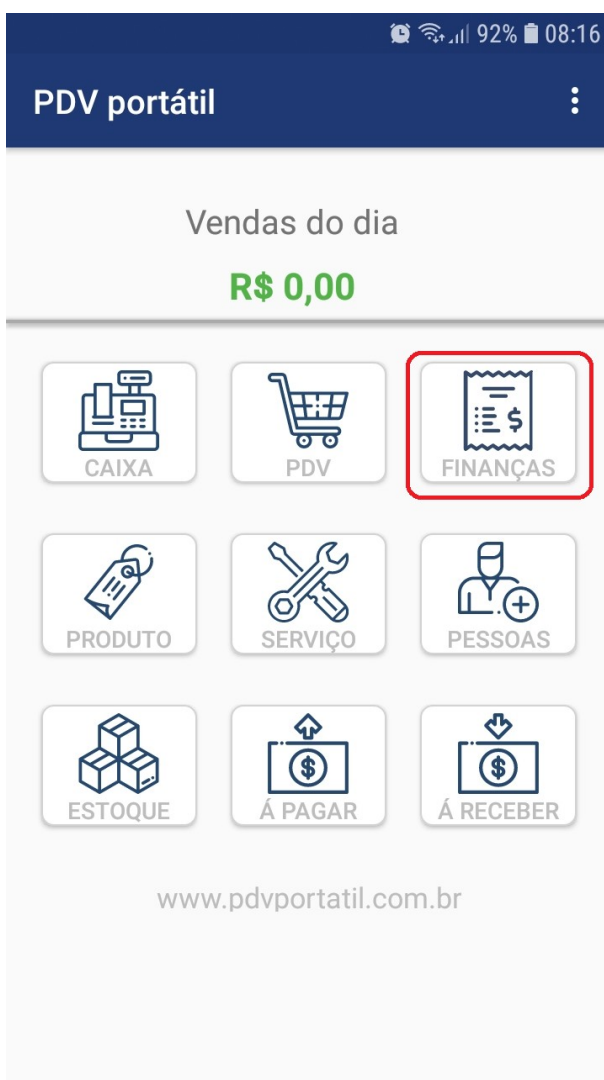 92% 08:16
PDV portátil
Vendas do dia
R$ 0,00
CAIXA PDV FINANÇAS
PRODUTO SERVIÇO PESSOAS
ESTOQUE Á PAGAR Á RECEBER
www.pdvportatil.com.br